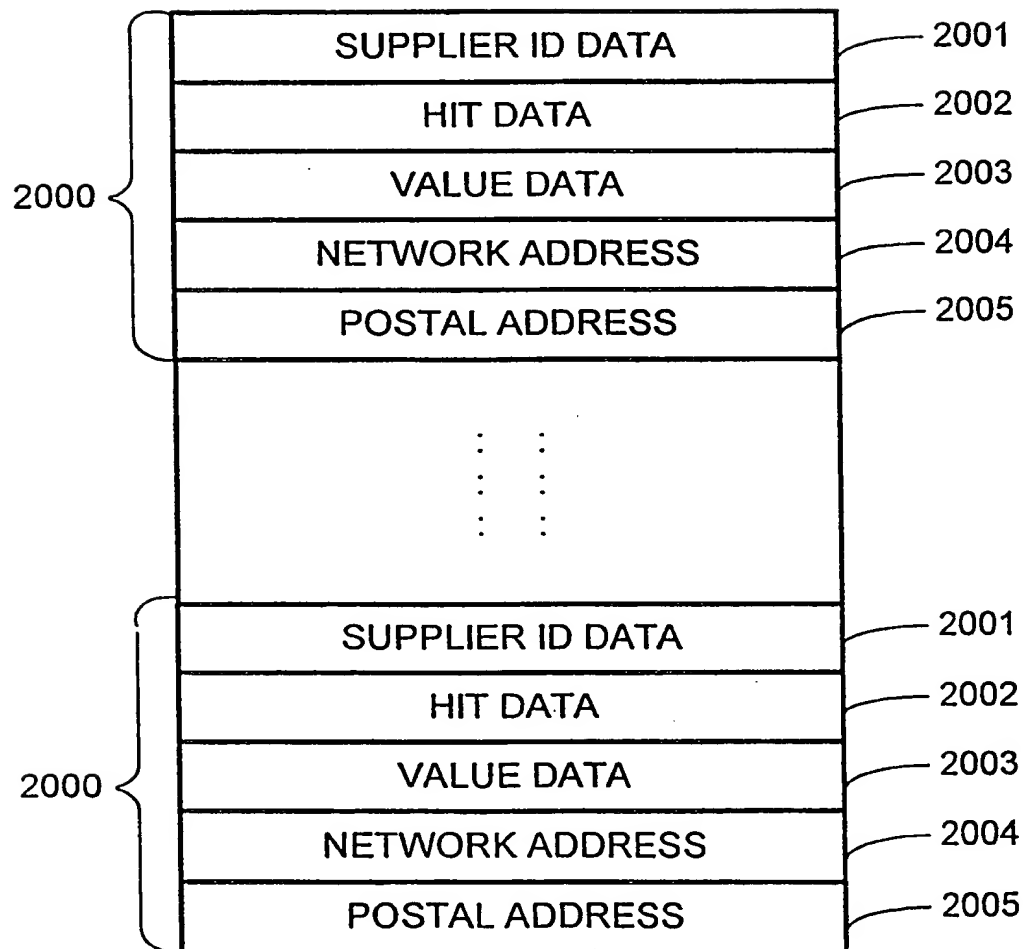 SUPPLIER ID DATA 2001
HIT DATA 2002
VALUE DATA 2003
2000
NETWORK ADDRESS 2004
POSTAL ADDRESS 2005
SUPPLIER ID DATA 2001
HIT DATA 2002
VALUE DATA 2003
2000
NETWORK ADDRESS 2004
POSTAL ADDRESS 2005